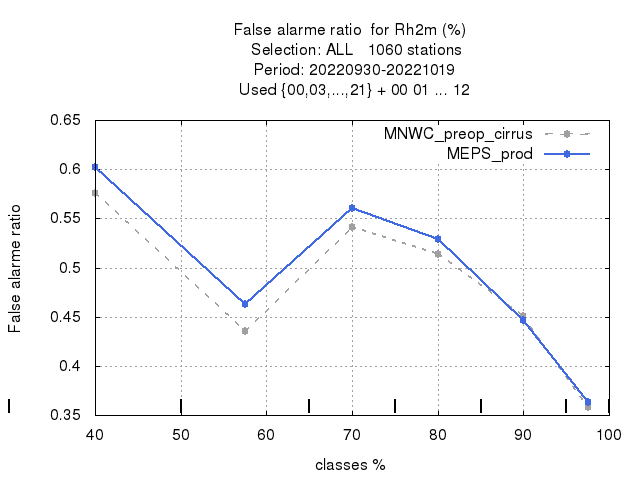 False alarme ratio  for Rh2m (%)
Selection: ALL   1060 stations
Period: 20220930-20221019
Used {00,03,...,21} + 00 01 ... 12
MNWC_preop_cirrus
MEPS_prod
False alarme ratio
0.65
0.6
0.55
0.5
0.45
0.4
0.35
40 50 60 70 80 90 100
classes %